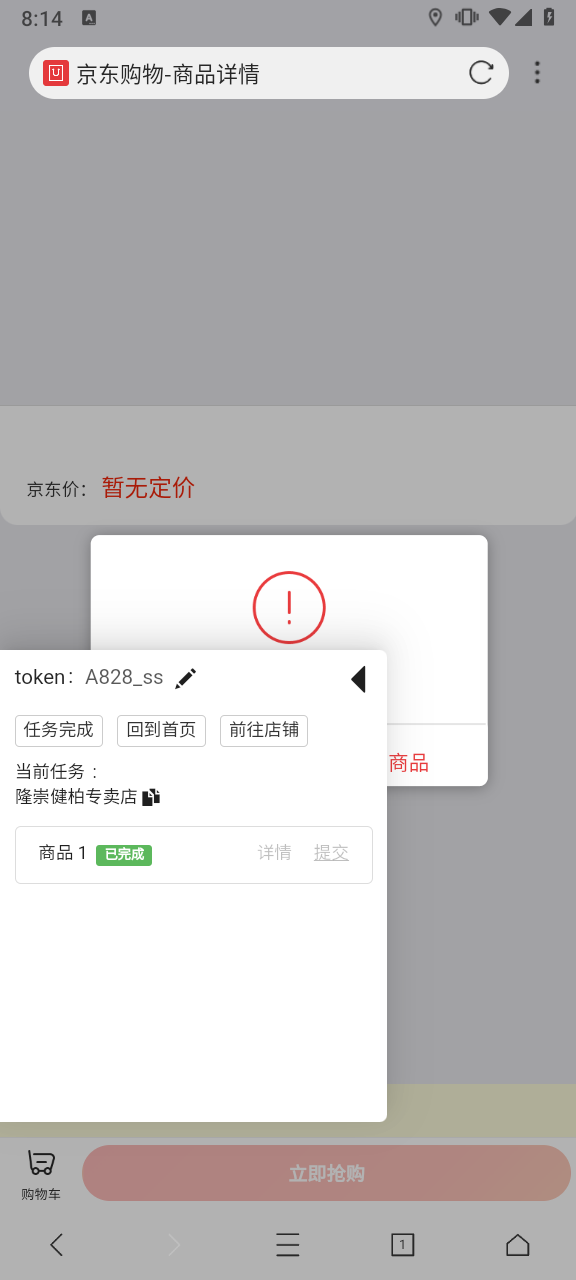 8:14
A
京东购物-商品详情
京东价： 暂无定价
!
商品
token： A828_ss
任务完成 回到首页 前往店铺
当前任务 :
隆崇健柏专卖店
商品 1 已完成 详情 提交
购物车
立即抢购
1